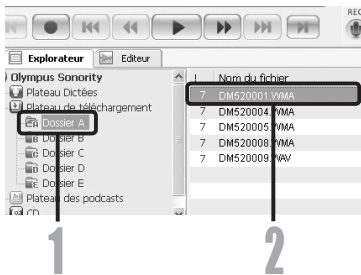 REC
Explorateur Editeur
Olympus Sonority
Plateau Dictées
Plateau de téléchargement
Dossier A
Dossier B
Dossier C
Dossier D
Dossier E
Plateau des podcasts
CD
Nom du fichier
7 DM520001.WMA
7 DM520004.WMA
7 DM520005.WMA
7 DM520008.WMA
7 DM520009.WAV
1 2